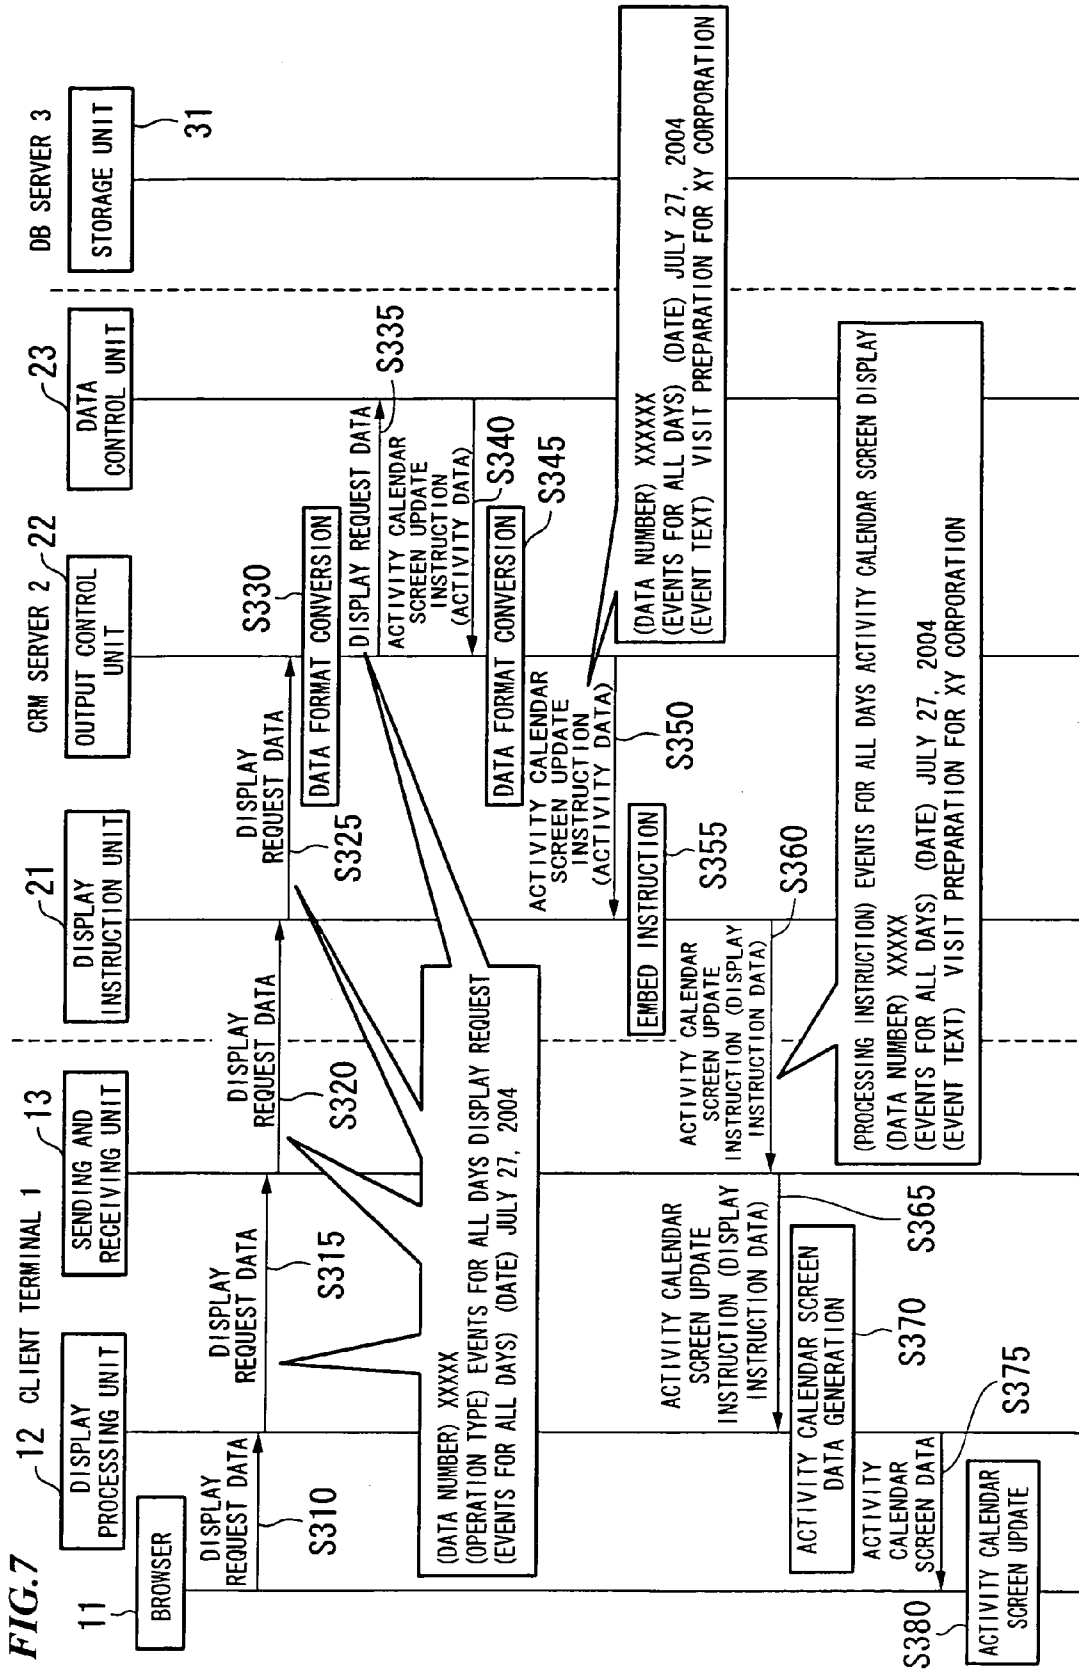 FIG.7
CLIENT TERMINAL 1
CRM SERVER 2
DB SERVER 3
11
BROWSER
12
DISPLAY
PROCESSING UNIT
13
SENDING AND
RECEIVING UNIT
21
DISPLAY
INSTRUCTION UNIT
22
OUTPUT CONTROL
UNIT
23
DATA
CONTROL UNIT
31
STORAGE UNIT
DISPLAY
REQUEST DATA
S310
DISPLAY
REQUEST DATA
S315
DISPLAY
REQUEST DATA
S320
DISPLAY
REQUEST DATA
S325
S330
DATA FORMAT CONVERSION
DISPLAY REQUEST DATA
S335
ACTIVITY CALENDAR
SCREEN UPDATE
INSTRUCTION
(ACTIVITY DATA)
S340
DATA FORMAT CONVERSION
S345
(DATA NUMBER) XXXXX
(OPERATION TYPE) EVENTS FOR ALL DAYS DISPLAY REQUEST
(EVENTS FOR ALL DAYS) (DATE) JULY 27, 2004
ACTIVITY CALENDAR
SCREEN UPDATE
INSTRUCTION
(ACTIVITY DATA)
S350
(DATA NUMBER) XXXXXX
(EVENTS FOR ALL DAYS) (DATE) JULY 27, 2004
(EVENT TEXT) VISIT PREPARATION FOR XY CORPORATION
EMBED INSTRUCTION
S355
ACTIVITY CALENDAR
SCREEN UPDATE
INSTRUCTION (DISPLAY
INSTRUCTION DATA)
S360
(PROCESSING INSTRUCTION) EVENTS FOR ALL DAYS ACTIVITY CALENDAR SCREEN DISPLAY
(DATA NUMBER) XXXXX
(EVENTS FOR ALL DAYS) (DATE) JULY 27, 2004
(EVENT TEXT) VISIT PREPARATION FOR XY CORPORATION
ACTIVITY CALENDAR
SCREEN UPDATE
INSTRUCTION (DISPLAY
INSTRUCTION DATA)
S365
ACTIVITY CALENDAR SCREEN
DATA GENERATION
S370
ACTIVITY
CALENDAR
SCREEN DATA
S375
S380
ACTIVITY CALENDAR
SCREEN UPDATE